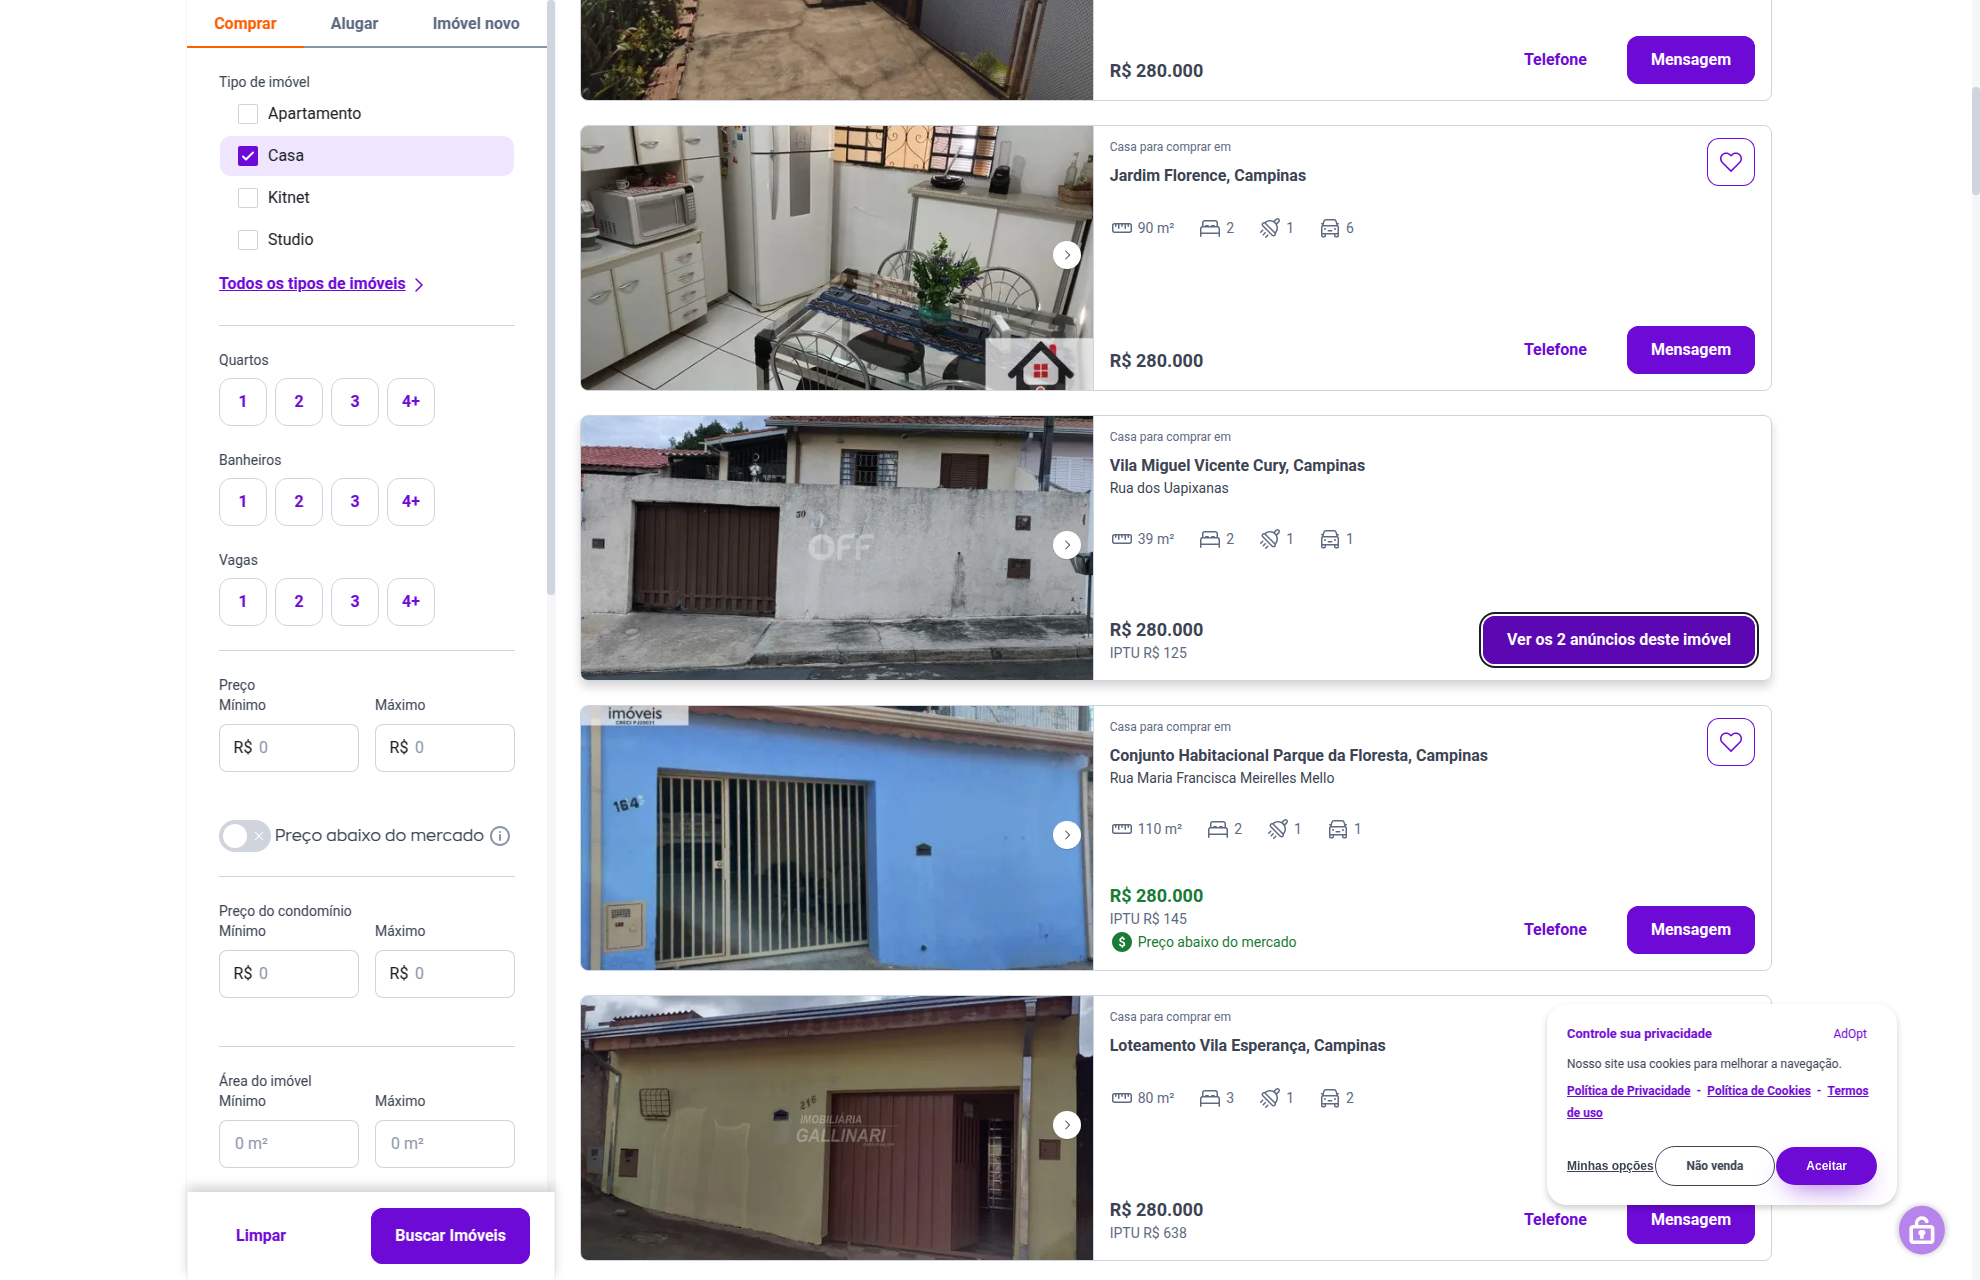 Comprar
Alugar
Imóvel novo
Tipo de imóvel
Apartamento
Casa
Kitnet
Studio
Todos os tipos de imóveis
Quartos
1
2
3
4+
Banheiros
1
2
3
4+
Vagas
1
2
3
4+
Preço
Mínimo
Máximo
R$ 0
R$ 0
Preço abaixo do mercado
Preço do condomínio
Mínimo
Máximo
R$ 0
R$ 0
Área do imóvel
Mínimo
Máximo
0 m²
0 m²
Limpar
Buscar Imóveis
R$ 280.000
Telefone
Mensagem
Casa para comprar em
Jardim Florence, Campinas
90 m²
2
1
6
R$ 280.000
Telefone
Mensagem
30
OFF
Casa para comprar em
Vila Miguel Vicente Cury, Campinas
Rua dos Uapixanas
39 m²
2
1
1
R$ 280.000
IPTU R$ 125
Ver os 2 anúncios deste imóvel
imóveis
CRECI PJ20031
164
Casa para comprar em
Conjunto Habitacional Parque da Floresta, Campinas
Rua Maria Francisca Meirelles Mello
110 m²
2
1
1
R$ 280.000
IPTU R$ 145
$ Preço abaixo do mercado
Telefone
Mensagem
216
IMOBILIÁRIA
GALLINARI
Casa para comprar em
Loteamento Vila Esperança, Campinas
80 m²
3
1
2
R$ 280.000
IPTU R$ 638
Telefone
Mensagem
Controle sua privacidade
AdOpt
Nosso site usa cookies para melhorar a navegação.
Política de Privacidade - Política de Cookies - Termos
de uso
Minhas opções
Não venda
Aceitar